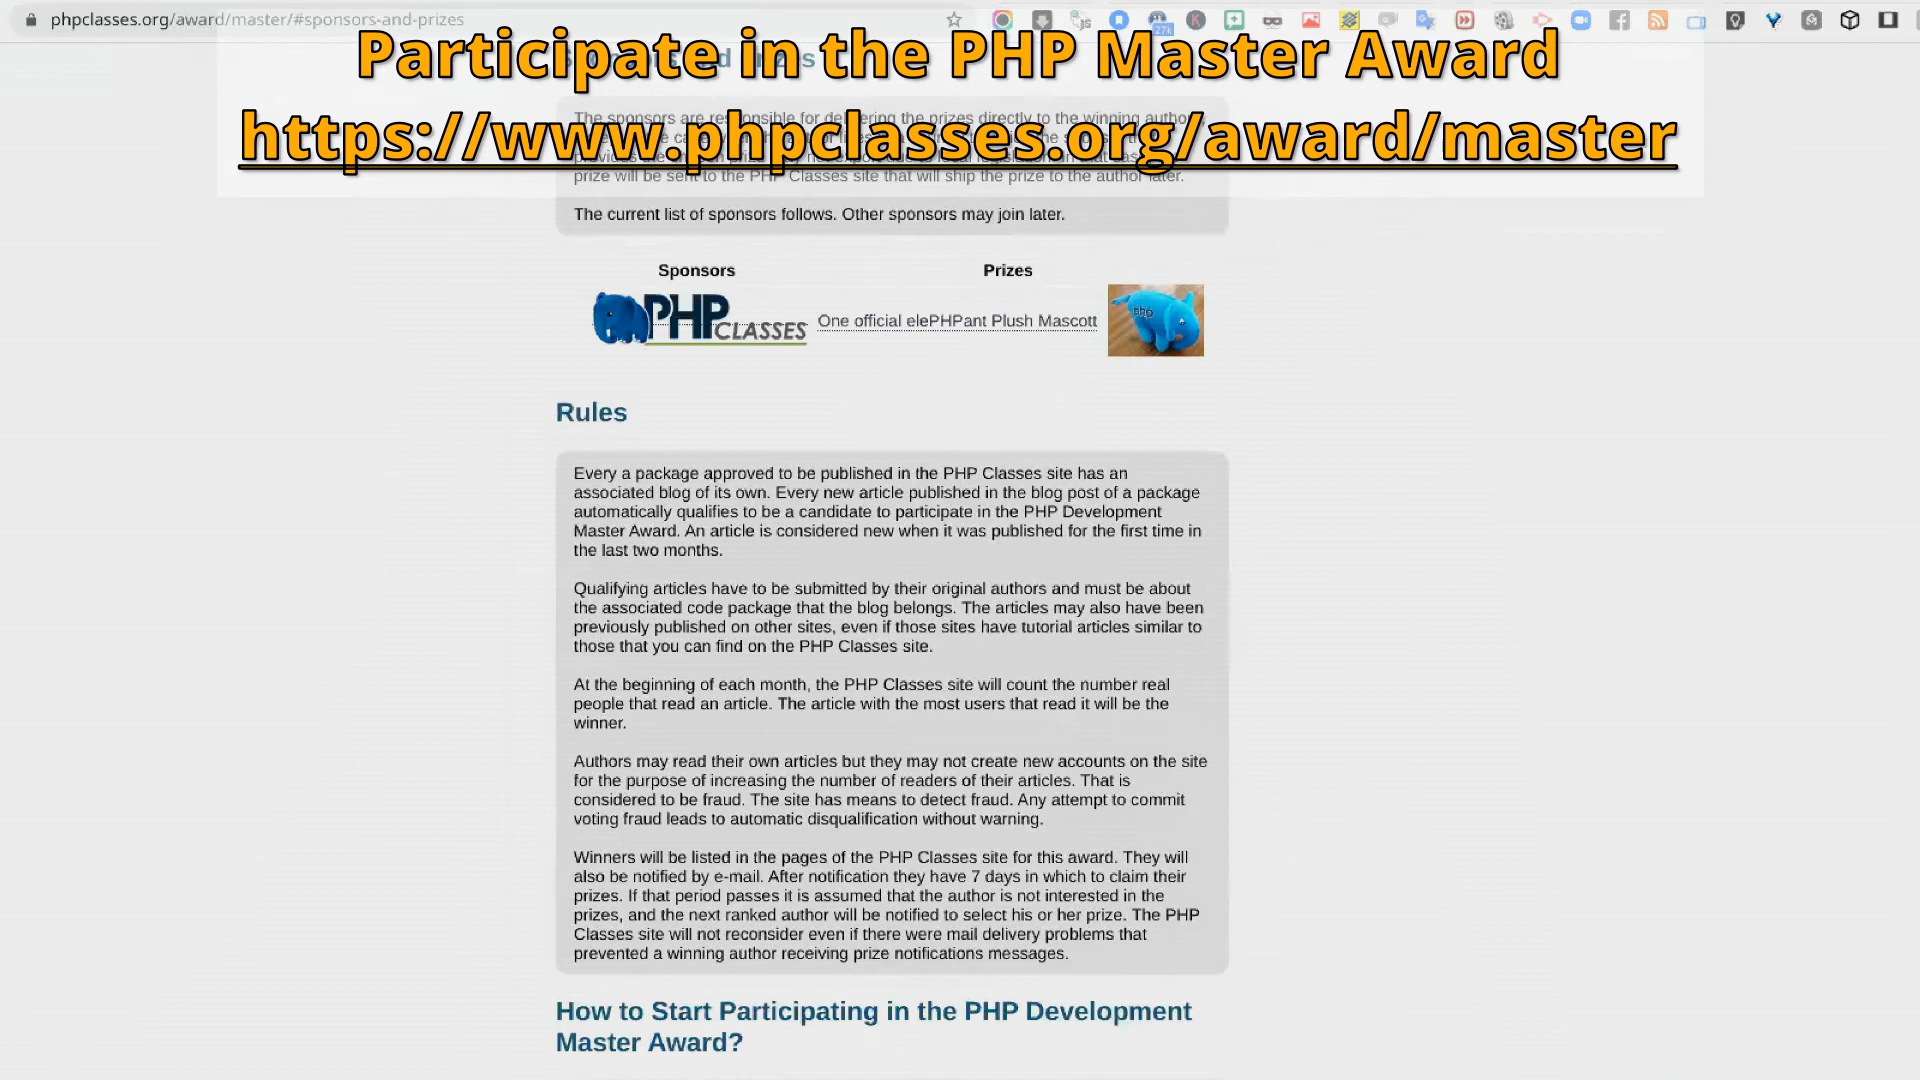 phpclasses.org/award/master/#sponsors-and-prizes
Participate in the PHP Master Award
https://www.phpclasses.org/award/master
The sponsors are responsible for delivering the prizes directly to the winning author
prize will be sent to the PHP Classes site that will ship the prize to the author later.
The current list of sponsors follows. Other sponsors may join later.
Sponsors Prizes
PHP CLASSES One official elePHPant Plush Mascott php
Rules
Every a package approved to be published in the PHP Classes site has an
associated blog of its own. Every new article published in the blog post of a package
automatically qualifies to be a candidate to participate in the PHP Development
Master Award. An article is considered new when it was published for the first time in
the last two months.
Qualifying articles have to be submitted by their original authors and must be about
the associated code package that the blog belongs. The articles may also have been
previously published on other sites, even if those sites have tutorial articles similar to
those that you can find on the PHP Classes site.
At the beginning of each month, the PHP Classes site will count the number real
people that read an article. The article with the most users that read it will be the
winner.
Authors may read their own articles but they may not create new accounts on the site
for the purpose of increasing the number of readers of their articles. That is
considered to be fraud. The site has means to detect fraud. Any attempt to commit
voting fraud leads to automatic disqualification without warning.
Winners will be listed in the pages of the PHP Classes site for this award. They will
also be notified by e-mail. After notification they have 7 days in which to claim their
prizes. If that period passes it is assumed that the author is not interested in the
prizes, and the next ranked author will be notified to select his or her prize. The PHP
Classes site will not reconsider even if there were mail delivery problems that
prevented a winning author receiving prize notifications messages.
How to Start Participating in the PHP Development
Master Award?